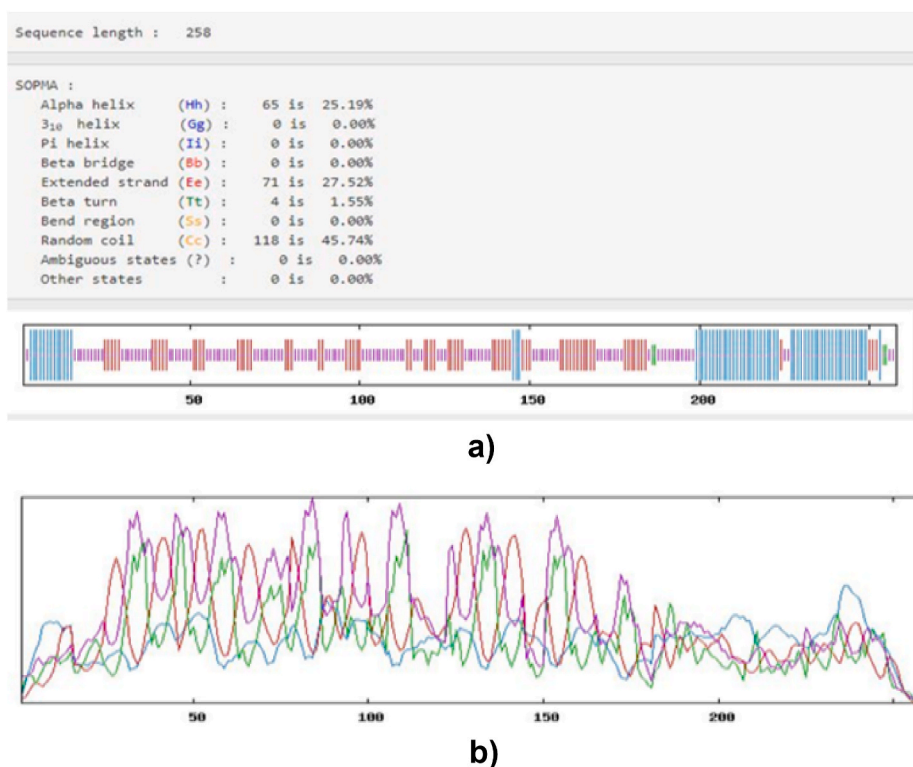 Sequence length : 258
SOPMA :
Alpha helix (Hh) : 65 is 25.19%
3₁₀ helix (Gg) : 0 is 0.00%
Pi helix (Ii) : 0 is 0.00%
Beta bridge (Bb) : 0 is 0.00%
Extended strand (Ee) : 71 is 27.52%
Beta turn (Tt) : 4 is 1.55%
Bend region (Ss) : 0 is 0.00%
Random coil (Cc) : 118 is 45.74%
Ambiguous states (?) : 0 is 0.00%
Other states : 0 is 0.00%
50 100 150 200
a)
50 100 150 200
b)